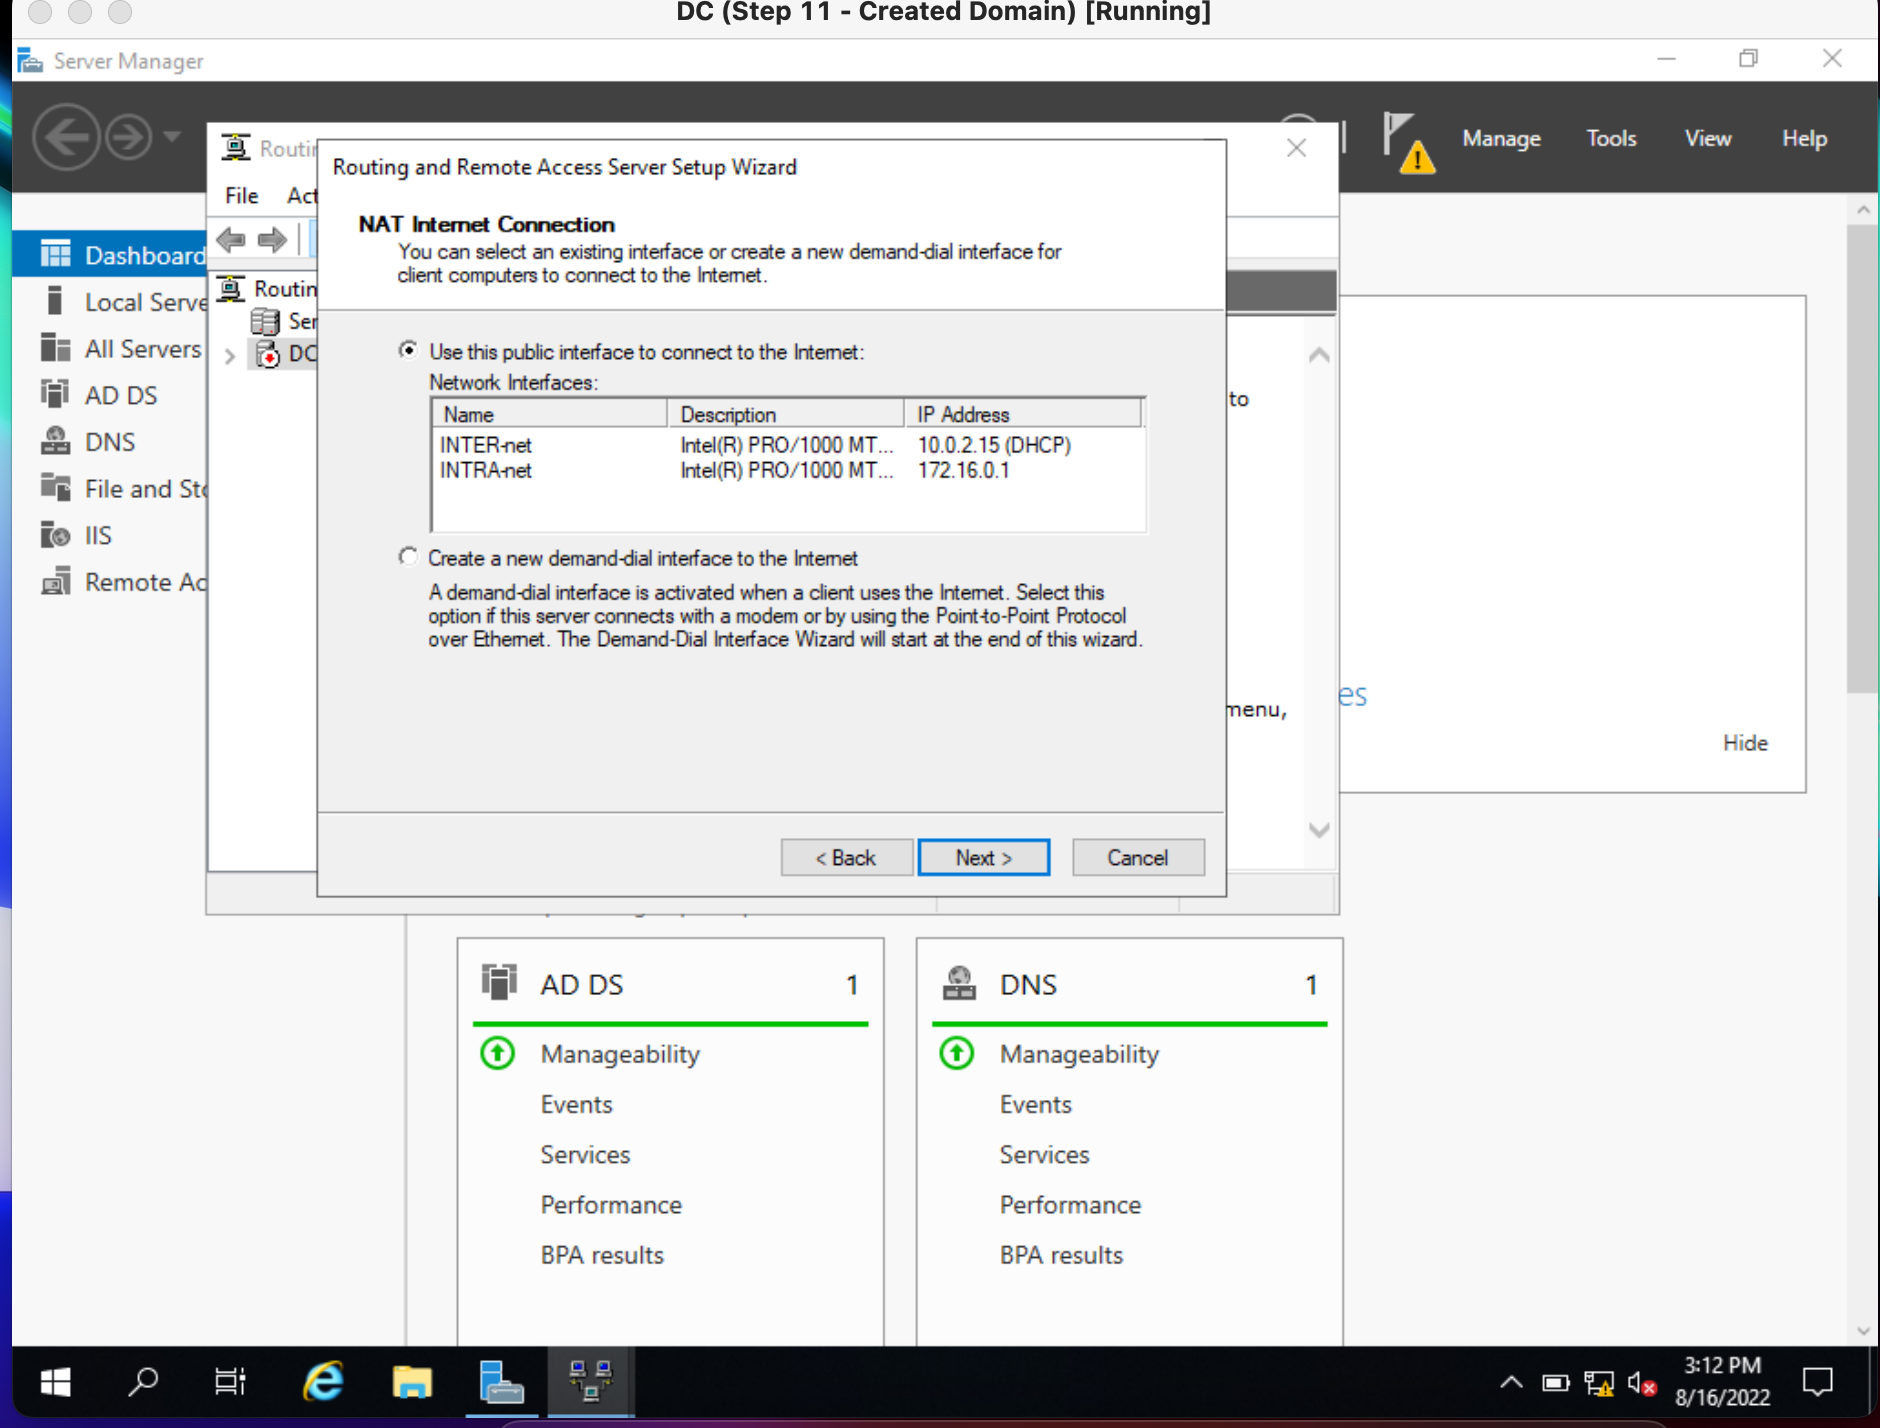 DC (Step 11 - Created Domain) [Running]
Server Manager
Manage Tools View Help
Routin
File Act
Routing and Remote Access Server Setup Wizard
NAT Internet Connection
You can select an existing interface or create a new demand-dial interface for
client computers to connect to the Internet.
Dashboard
Local Serve
All Servers
AD DS
DNS
File and Sto
IIS
Remote Ac
Routin
Ser
DC
Use this public interface to connect to the Internet:
Network Interfaces:
Name Description IP Address
INTER-net Intel(R) PRO/1000 MT... 10.0.2.15 (DHCP)
INTRA-net Intel(R) PRO/1000 MT... 172.16.0.1
Create a new demand-dial interface to the Internet
A demand-dial interface is activated when a client uses the Internet. Select this
option if this server connects with a modem or by using the Point-to-Point Protocol
over Ethernet. The Demand-Dial Interface Wizard will start at the end of this wizard.
to
menu,
es
Hide
< Back Next > Cancel
AD DS 1
Manageability
Events
Services
Performance
BPA results
DNS 1
Manageability
Events
Services
Performance
BPA results
3:12 PM
8/16/2022